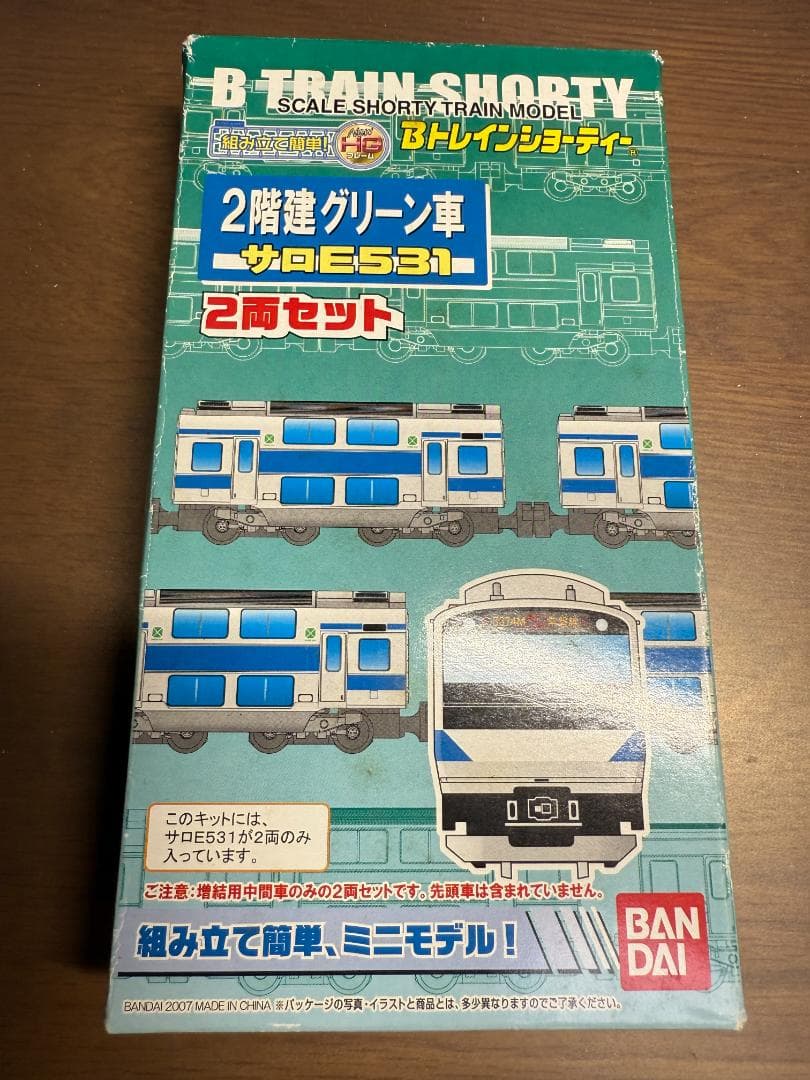 B TRAIN SHORTY
SCALE SHORTY TRAIN MODEL
組み立て簡単!
New
HG
フレーム
Bトレインショーティー®
2階建グリーン車
サロE531
2両セット
このキットには、
サロE531が2両のみ
入っています。
ご注意:増結用中間車のみの2両セットです。先頭車は含まれていません。
組み立て簡単、ミニモデル!
BAN
DAI
BANDAI 2007 MADE IN CHINA ※パッケージの写真・イラストと商品とは、多少異なりますのでご了承ください。